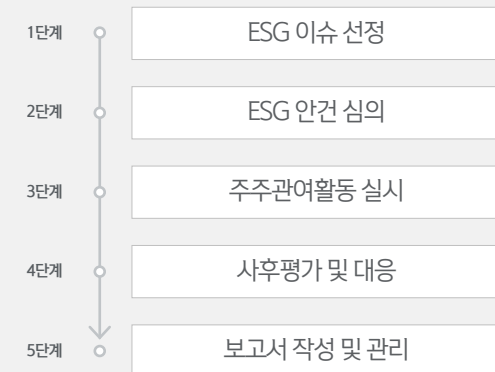 1단계 ESG 이슈 선정
2단계 ESG 안건 심의
3단계 주주관여활동 실시
4단계 사후평가 및 대응
5단계 보고서 작성 및 관리